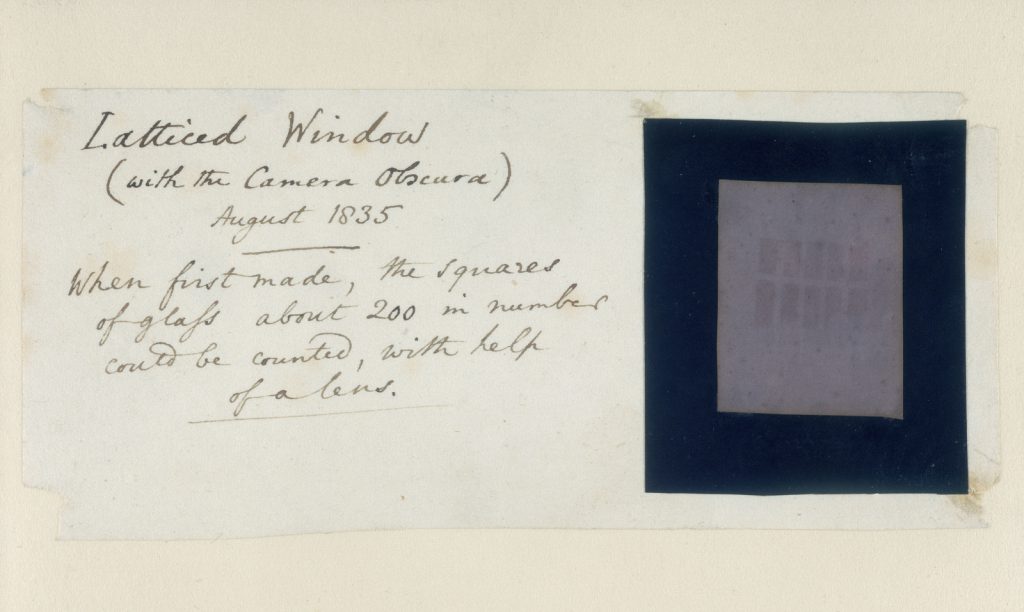 Latticed Window
(with the Camera Obscura)
August 1835
When first made, the squares
of glaſs about 200 in number
could be counted, with help
of a lens.